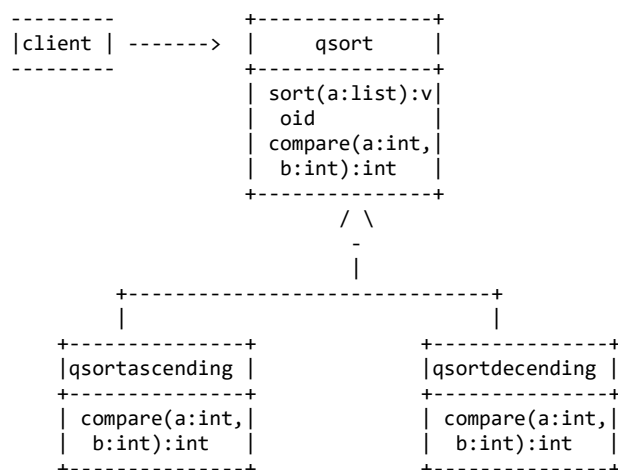 client
qsort
sort(a:list):v
oid
compare(a:int,
b:int):int
qsortascending
qsortdecending
compare(a:int,
b:int):int
compare(a:int,
b:int):int